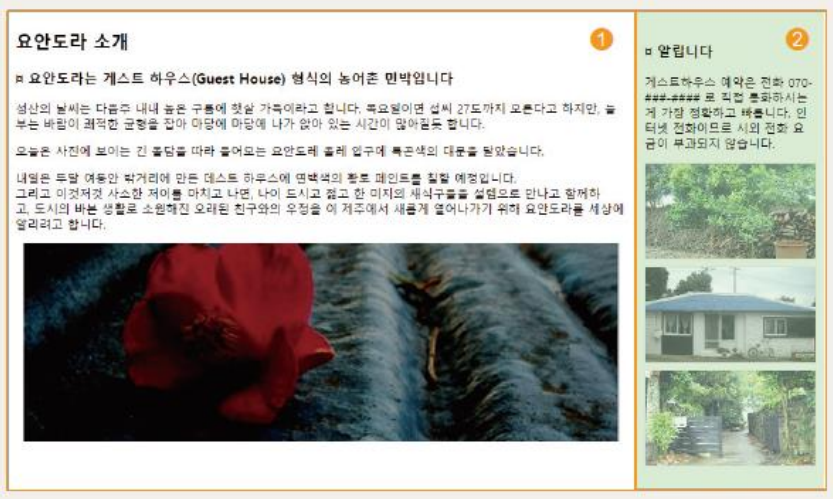 요안도라 소개
1
¤ 요안도라는 게스트 하우스(Guest House) 형식의 농어촌 민박입니다
성산의 날씨는 다음주 내내 높은 구름에 햇살 가득이라고 합니다. 목요일이면 섭씨 27도까지 오른다고 하지만, 늘
부는 바람이 쾌적한 균형을 잡아 마당에 마당에 나가 앉아 있는 시간이 많아질듯 합니다.
오늘은 사진에 보이는 긴 돌담을 따라 들어오는 요안도레 올레 입구에 대문을 달았습니다.
내일은 두달 여동안 밖거리에 만든 데스트 하우스에 연백색의 황토 페인트를 칠할 예정입니다.
그리고 이것저것 사소한 저이를 마치고 나면, 나이 드시고 젊고 한 미지의 새식구들을 설렘으로 만나고 함께하
고, 도시의 바본 생활로 소원해진 오래된 친구와의 우정을 이 제주에서 새롭게 열어나가기 위해 요안도라를 세상에
알리려고 합니다.
2
¤ 알립니다
게스트하우스 예약은 전화 070-
###-#### 로 직접 통화하시는
게 가장 정확하고 빠릅니다. 인
터넷 전화이므로 시외 전화 요
금이 부과되지 않습니다.